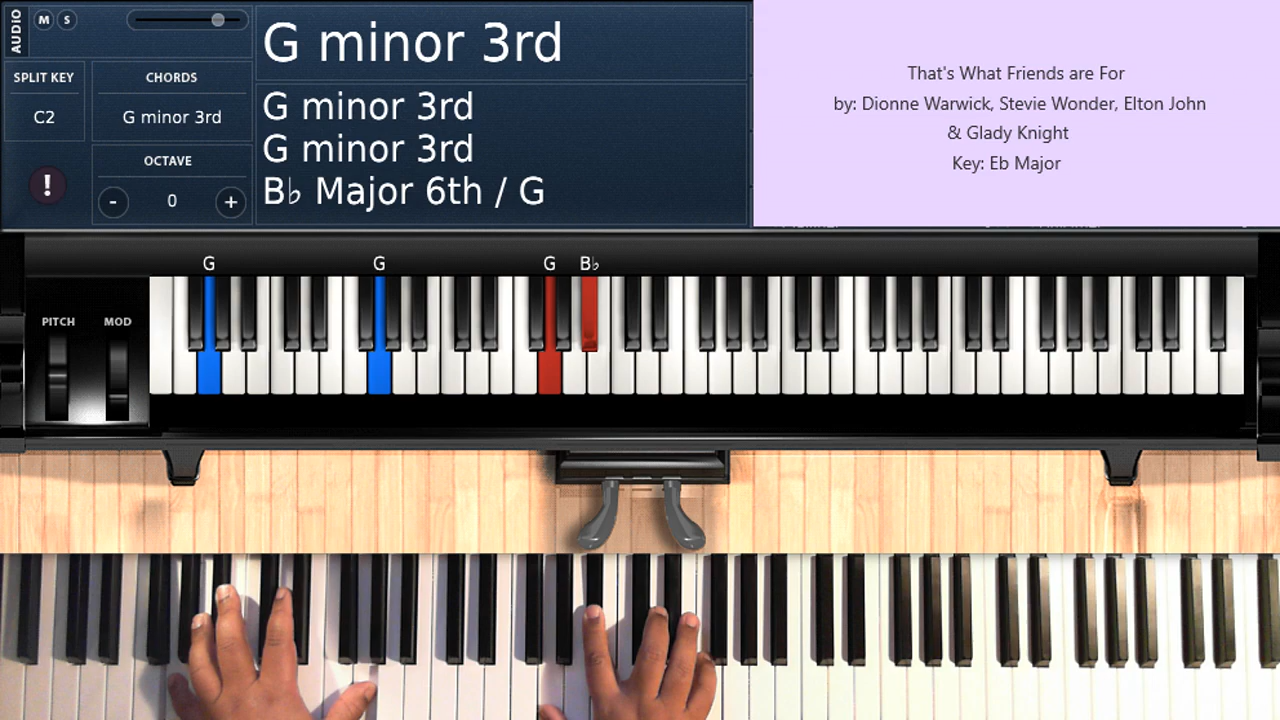 AUDIO
M S
SPLIT KEY
C2
!
CHORDS
G minor 3rd
OCTAVE
- 0 +
G minor 3rd
G minor 3rd
G minor 3rd
B♭ Major 6th / G
That's What Friends are For
by: Dionne Warwick, Stevie Wonder, Elton John
& Glady Knight
Key: Eb Major
G G G B♭
PITCH MOD